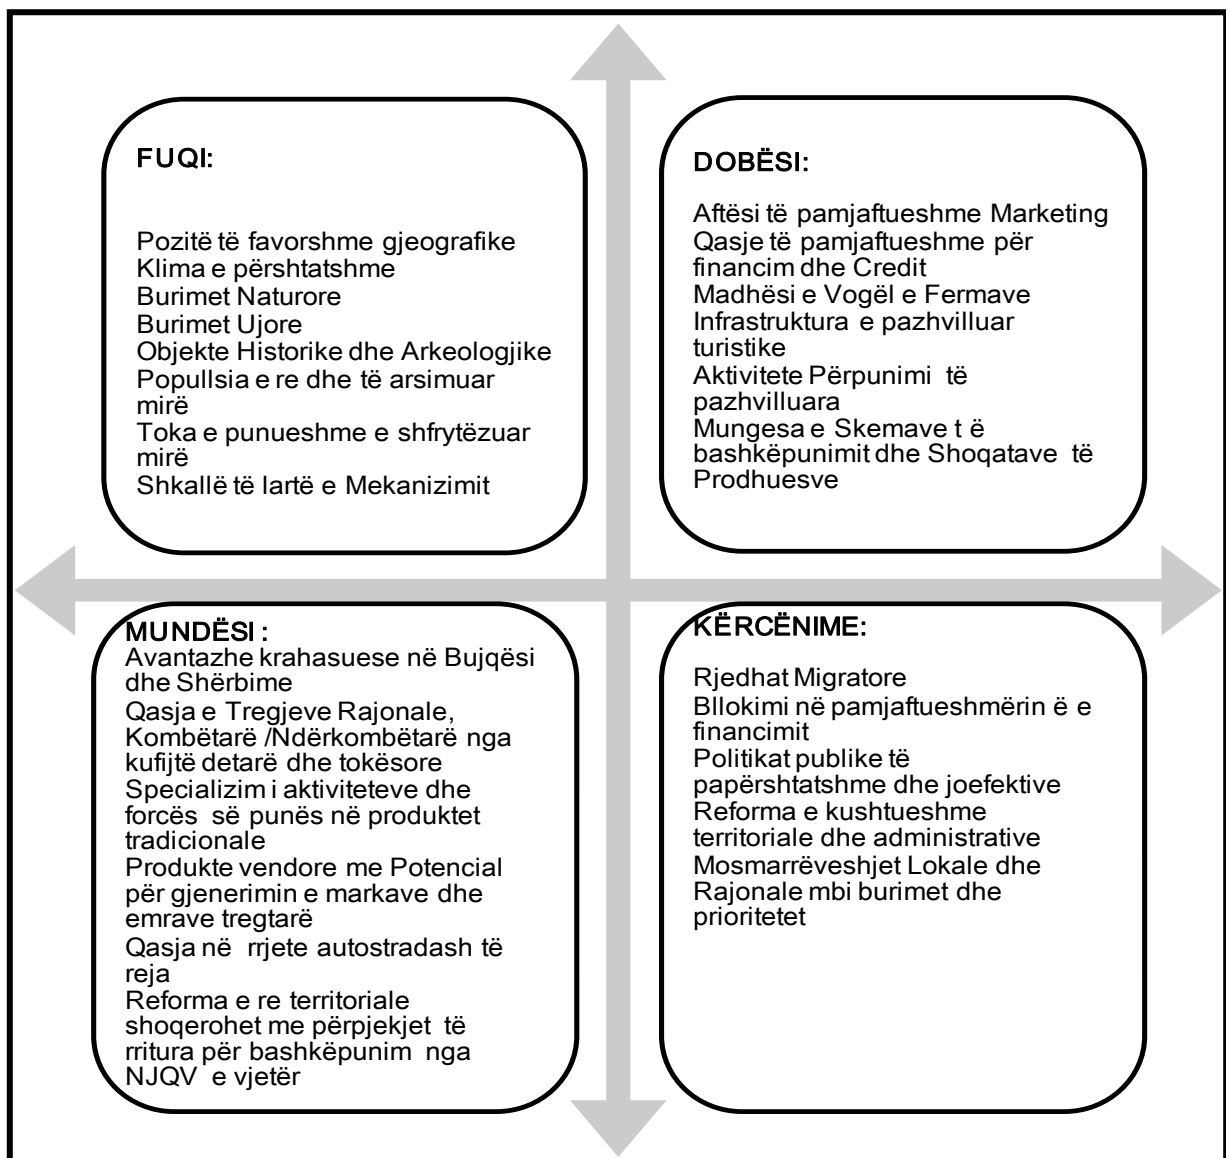 FUQI:
Pozitë të favorshme gjeografike
Klima e përshtatshme
Burimet Naturore
Burimet Ujore
Objekte Historike dhe Arkeologjike
Popullsia e re dhe të arsimuar
mirë
Toka e punueshme e shfrytëzuar
mirë
Shkallë të lartë e Mekanizimit
DOBËSI:
Aftësi të pamjaftueshme Marketing
Qasje të pamjaftueshme për
financim dhe Credit
Madhësi e Vogël e Fermave
Infrastruktura e pazhvilluar
turistike
Aktivitete Përpunimi të
pazhvilluara
Mungesa e Skemave t ë
bashkëpunimit dhe Shoqatave të
Prodhuesve
MUNDËSI :
Avantazhe krahasuese në Bujqësi
dhe Shërbime
Qasja e Tregjeve Rajonale,
Kombëtarë /Ndërkombëtarë nga
kufijtë detarë dhe tokësore
Specializim i aktiviteteve dhe
forcës së punës në produktet
tradicionale
Produkte vendore me Potencial
për gjenerimin e markave dhe
emrave tregtarë
Qasja në rrjete autostradash të
reja
Reforma e re territoriale
shoqerohet me përpjekjet të
rritura për bashkëpunim nga
NJQV e vjetër
KËRCËNIME:
Rjedhat Migratore
Bllokimi në pamjaftueshmërin ë e
financimit
Politikat publike të
papërshtatshme dhe joefektive
Reforma e kushtueshme
territoriale dhe administrative
Mosmarrëveshjet Lokale dhe
Rajonale mbi burimet dhe
prioritetet